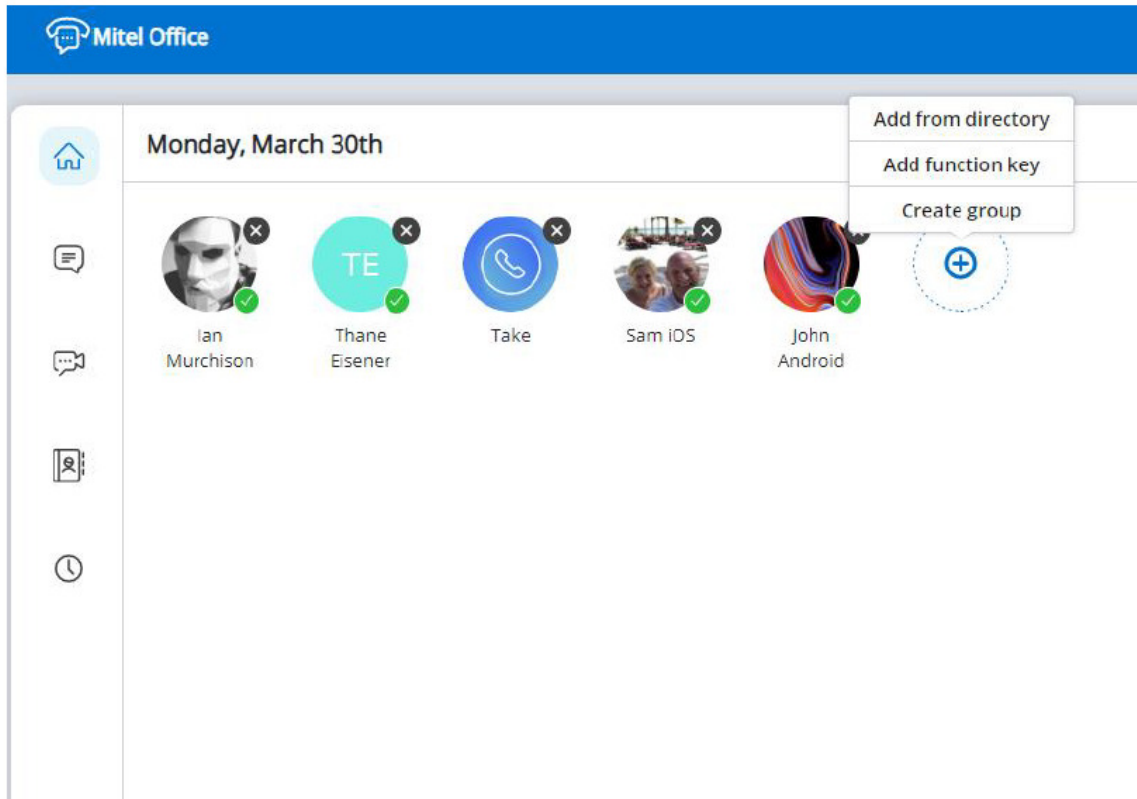 Mitel Office
Monday, March 30th
Add from directory
Add function key
Create group
TE
Ian
Murchison
Thane
Eisener
Take
Sam iOS
John
Android